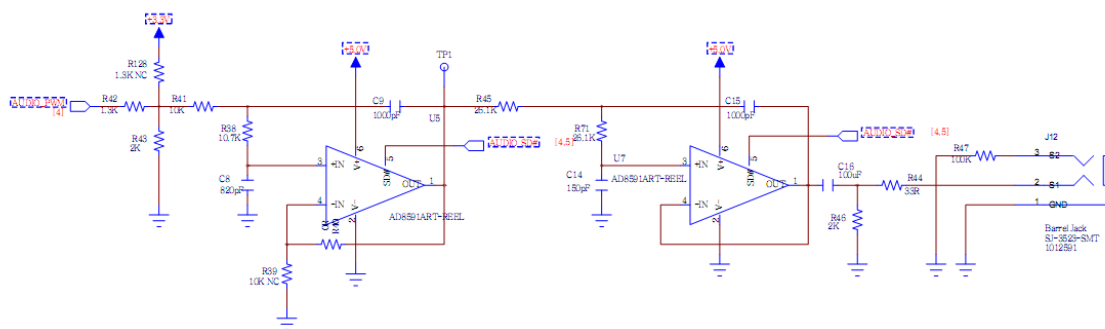 +3.3V
R128
1.3K NC
AUDIO_PWM
[4]
R42
1.3K
R41
10K
R43
2K
R38
10.7K
C8
820pF
+5.0V
C9
1000pF
U5
TP1
3
+IN
4
-IN
V+
6
SD#
5
OUT
1
V-
2
AD8591ART-REEL
AUDIO_SD#
[4,5]
R40
0R
R39
10K NC
R45
26.1K
R71
26.1K
C14
150pF
+5.0V
C15
1000pF
U7
AD8591ART-REEL
3
+IN
4
-IN
V+
6
SD#
5
OUT
1
V-
2
AUDIO_SD#
[4,5]
C16
100uF
R46
2K
R44
33R
R47
100K
J12
3
S2
2
S1
1
GND
Barrel Jack
SJ-3523-SMT
1012591